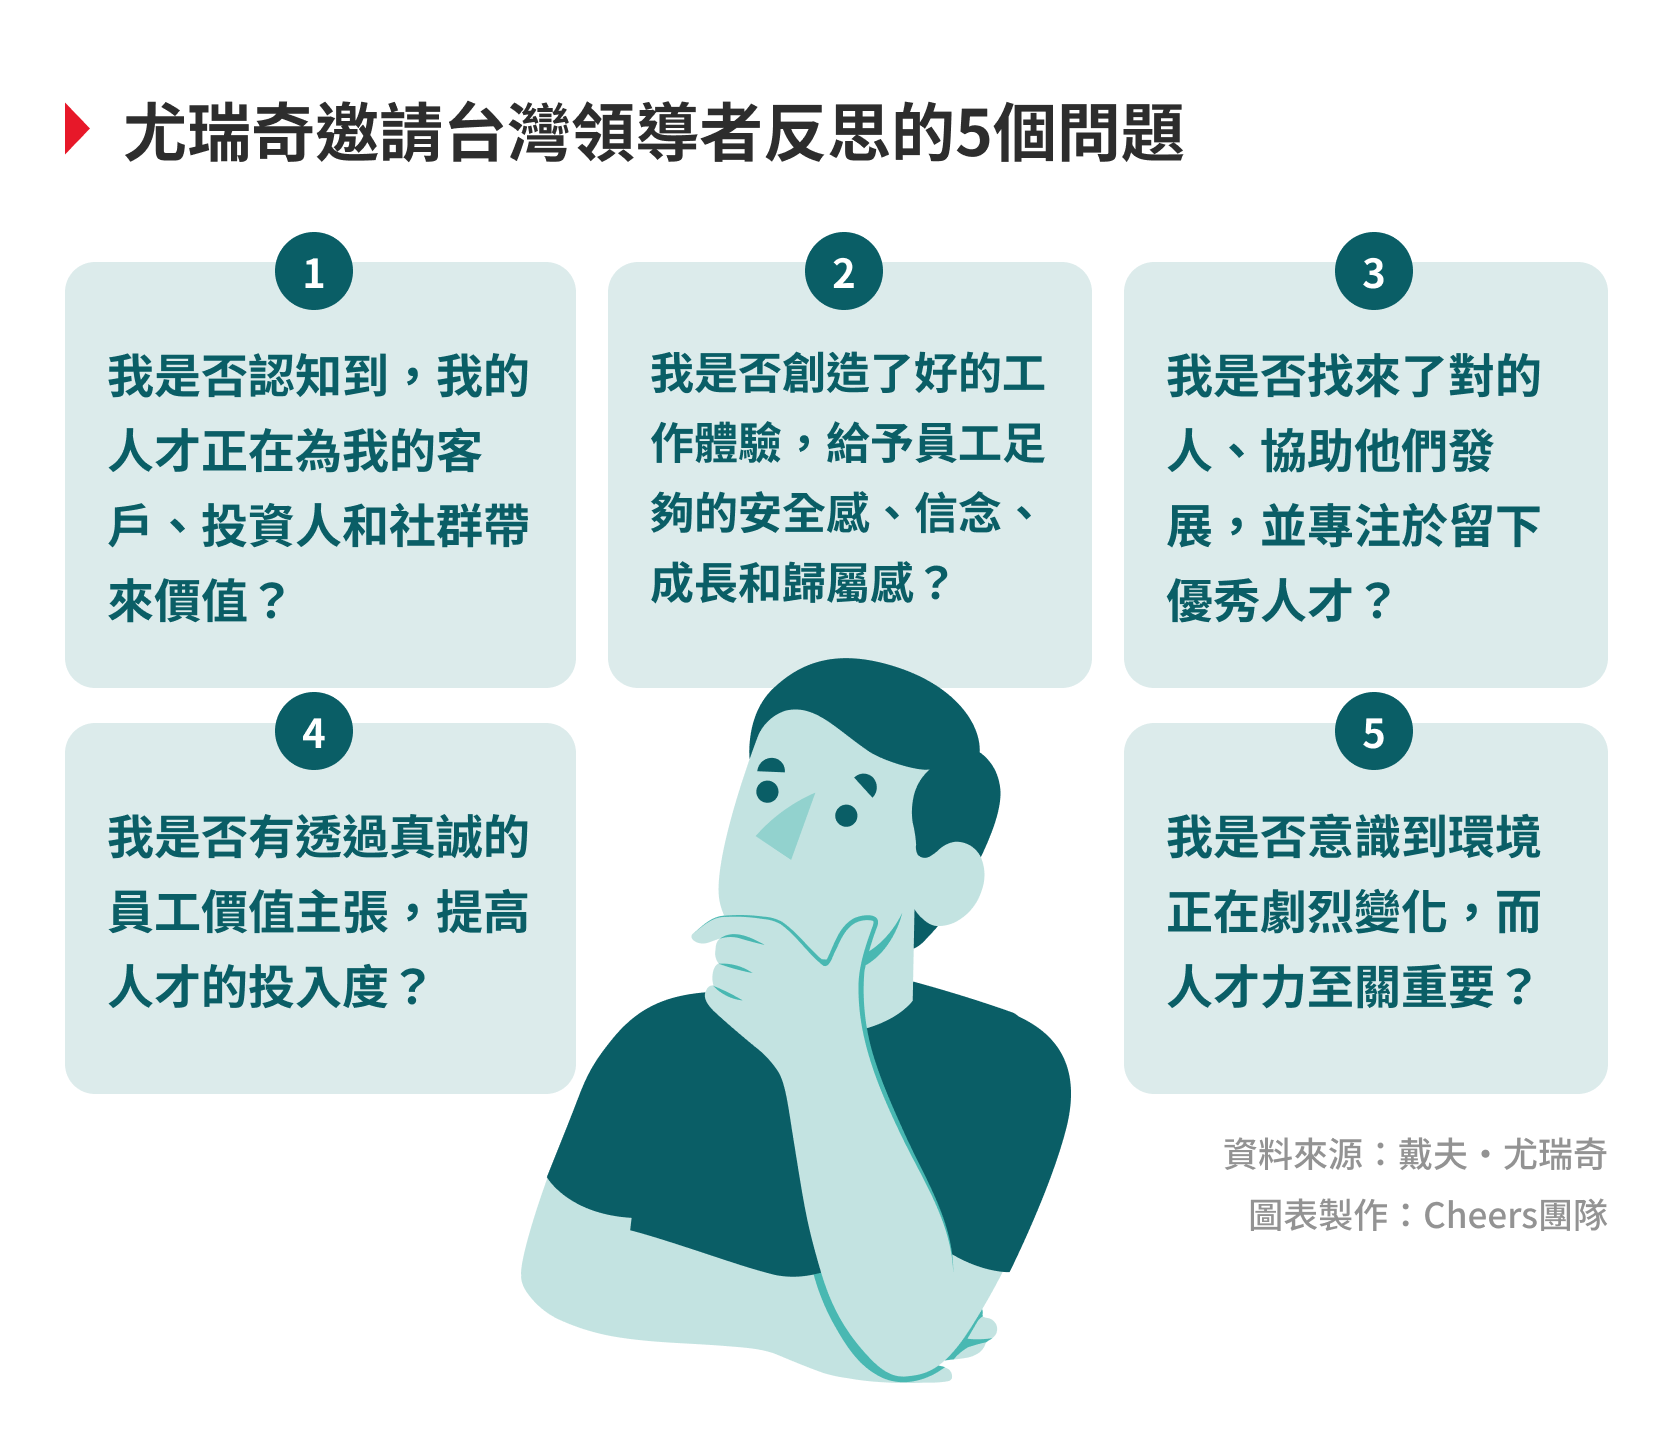 尤瑞奇邀請台灣領導者反思的5個問題
1
我是否認知到，我的
人才正在為我的客
戶、投資人和社群帶
來價值？
2
我是否創造了好的工
作體驗，給予員工足
夠的安全感、信念、
成長和歸屬感？
3
我是否找來了對的
人、協助他們發
展，並專注於留下
優秀人才？
4
我是否有透過真誠的
員工價值主張，提高
人才的投入度？
5
我是否意識到環境
正在劇烈變化，而
人才力至關重要？
資料來源：戴夫・尤瑞奇
圖表製作：Cheers團隊